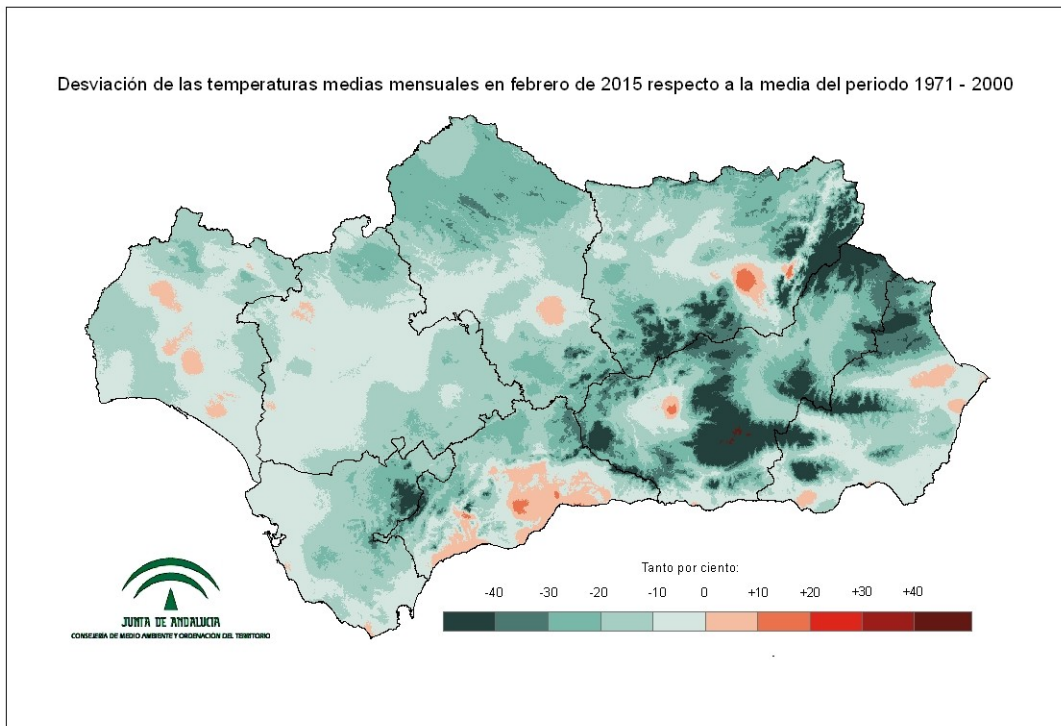 Desviación de las temperaturas medias mensuales en febrero de 2015 respecto a la media del periodo 1971 - 2000
Tanto por ciento:
-40 -30 -20 -10 0 +10 +20 +30 +40
JUNTA DE ANDALUCIA
CONSEJERÍA DE MEDIO AMBIENTE Y ORDENACIÓN DEL TERRITORIO